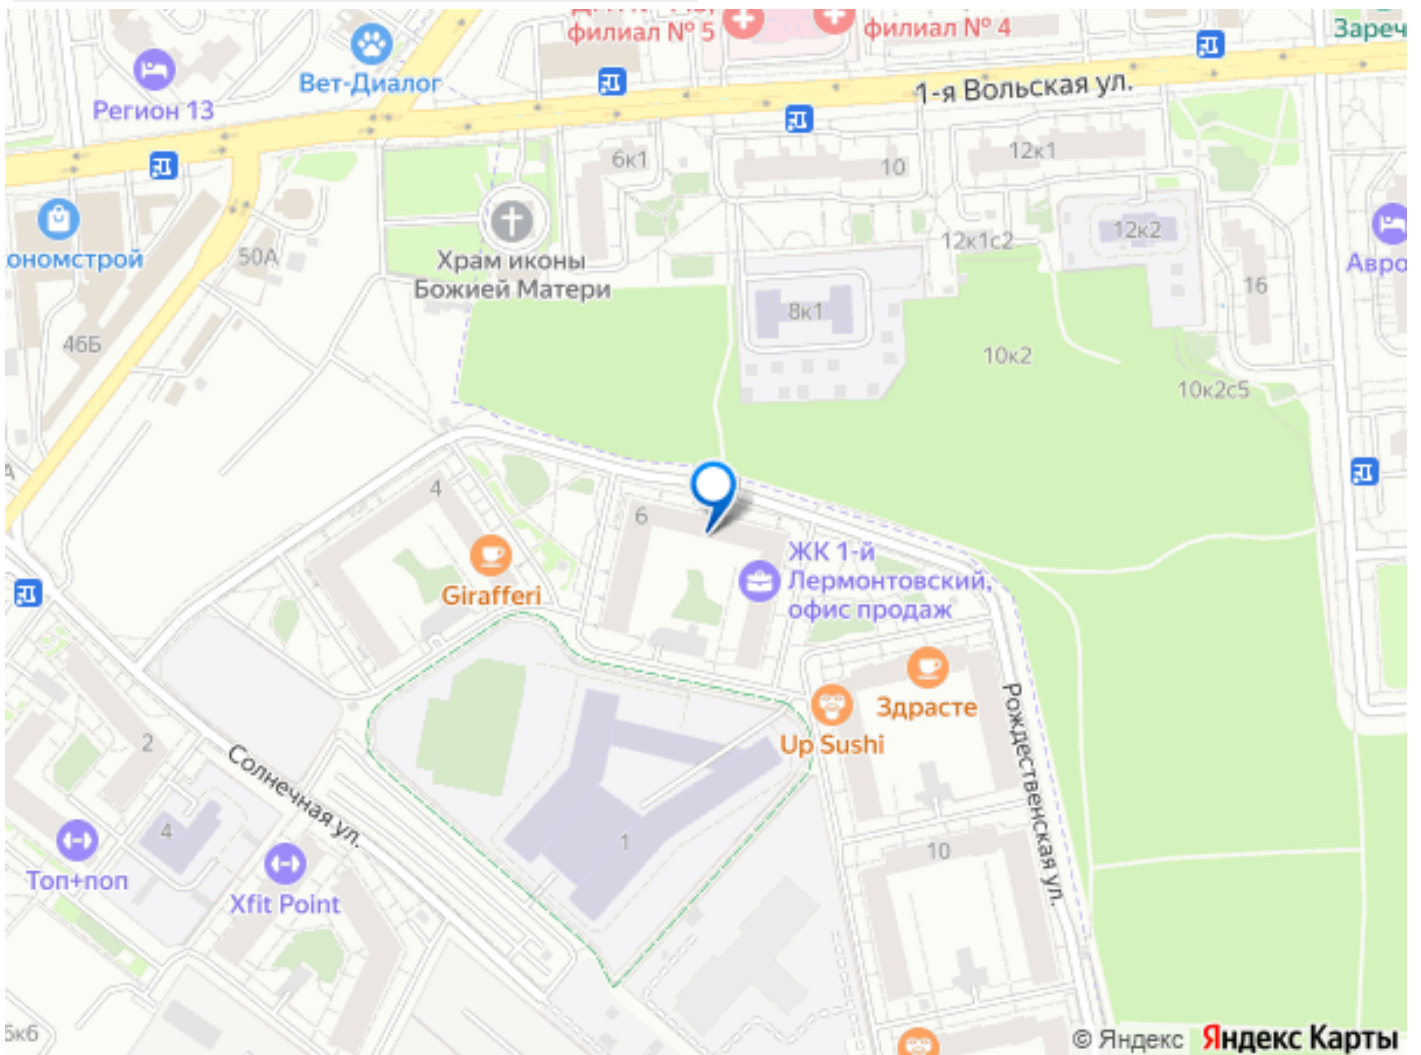 филиал № 5
филиал № 4
Зареч
Вет-Диалог
Регион 13
1-я Вольская ул.
6к1
10
12к1
12к2
12к1с2
Авро
16
50А
Храм иконы
Божией Матери
ономстрой
46Б
8к1
10к2
10к2с5
4
6
ЖК 1-й
Лермонтовский,
офис продаж
Girafferi
Здрасте
Up Sushi
Рождественская ул.
2
Солнечная ул.
4
1
10
Топ+поп
Xfit Point
© Яндекс Яндекс Карты